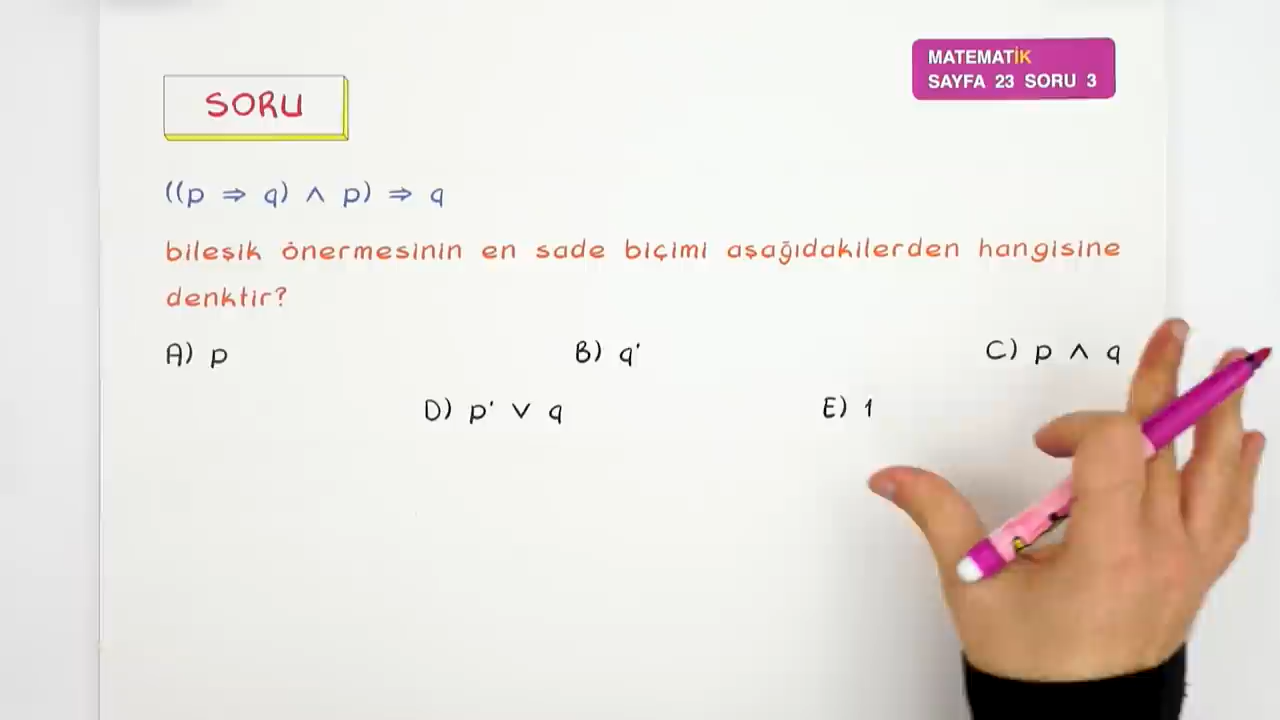 MATEMATİK
SAYFA 23 SORU 3
SORU
((p ⇒ q) ∧ p) ⇒ q
bileşik önermesinin en sade biçimi aşağıdakilerden hangisine
denktir?
A) p B) q' C) p ∧ q
D) p' ∨ q E) 1